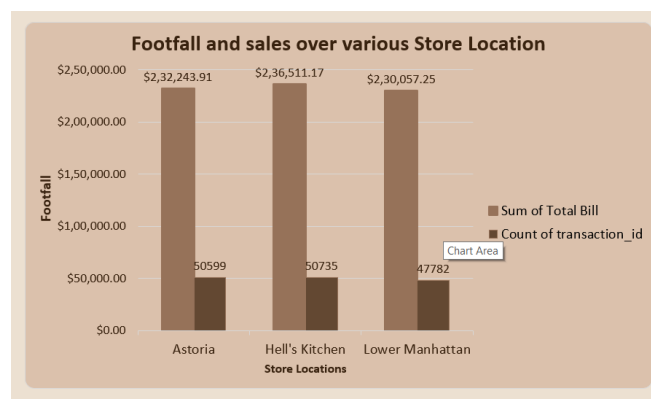 Footfall and sales over various Store Location
$2,50,000.00
$2,32,243.91
$2,36,511.17
$2,30,057.25
$2,00,000.00
$1,50,000.00
$1,00,000.00
$50,000.00
$0.00
Footfall
50599
50735
47782
Sum of Total Bill
Count of transaction_id
Chart Area
Astoria
Hell's Kitchen
Lower Manhattan
Store Locations